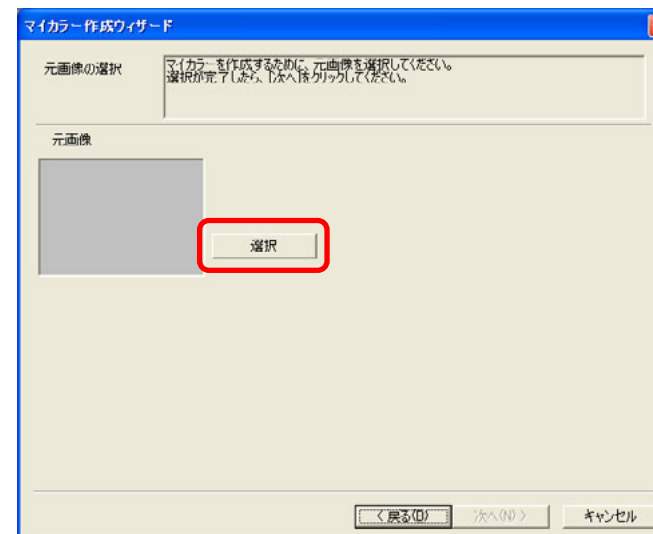 マイカラー作成ウィザード
元画像の選択
マイカラーを作成するために、元画像を選択してください。
選択が完了したら、「次へ」をクリックしてください。
元画像
選択
< 戻る(B)
次へ(N) >
キャンセル